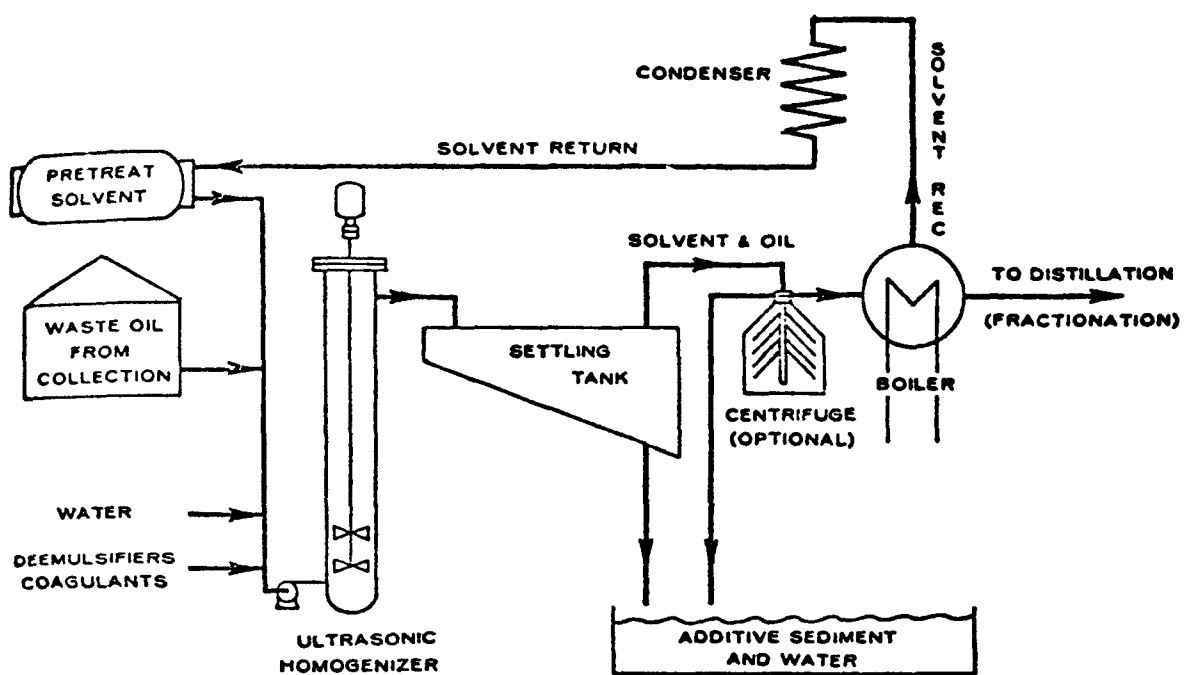 CONDENSER
SOLVENT REC
SOLVENT RETURN
PRETREAT
SOLVENT
SOLVENT & OIL
TO DISTILLATION
(FRACTIONATION)
WASTE OIL
FROM
COLLECTION
SETTLING
TANK
BOILER
CENTRIFUGE
(OPTIONAL)
WATER
DEEMULSIFIERS
COAGULANTS
ULTRASONIC
HOMOGENIZER
ADDITIVE SEDIMENT
AND WATER